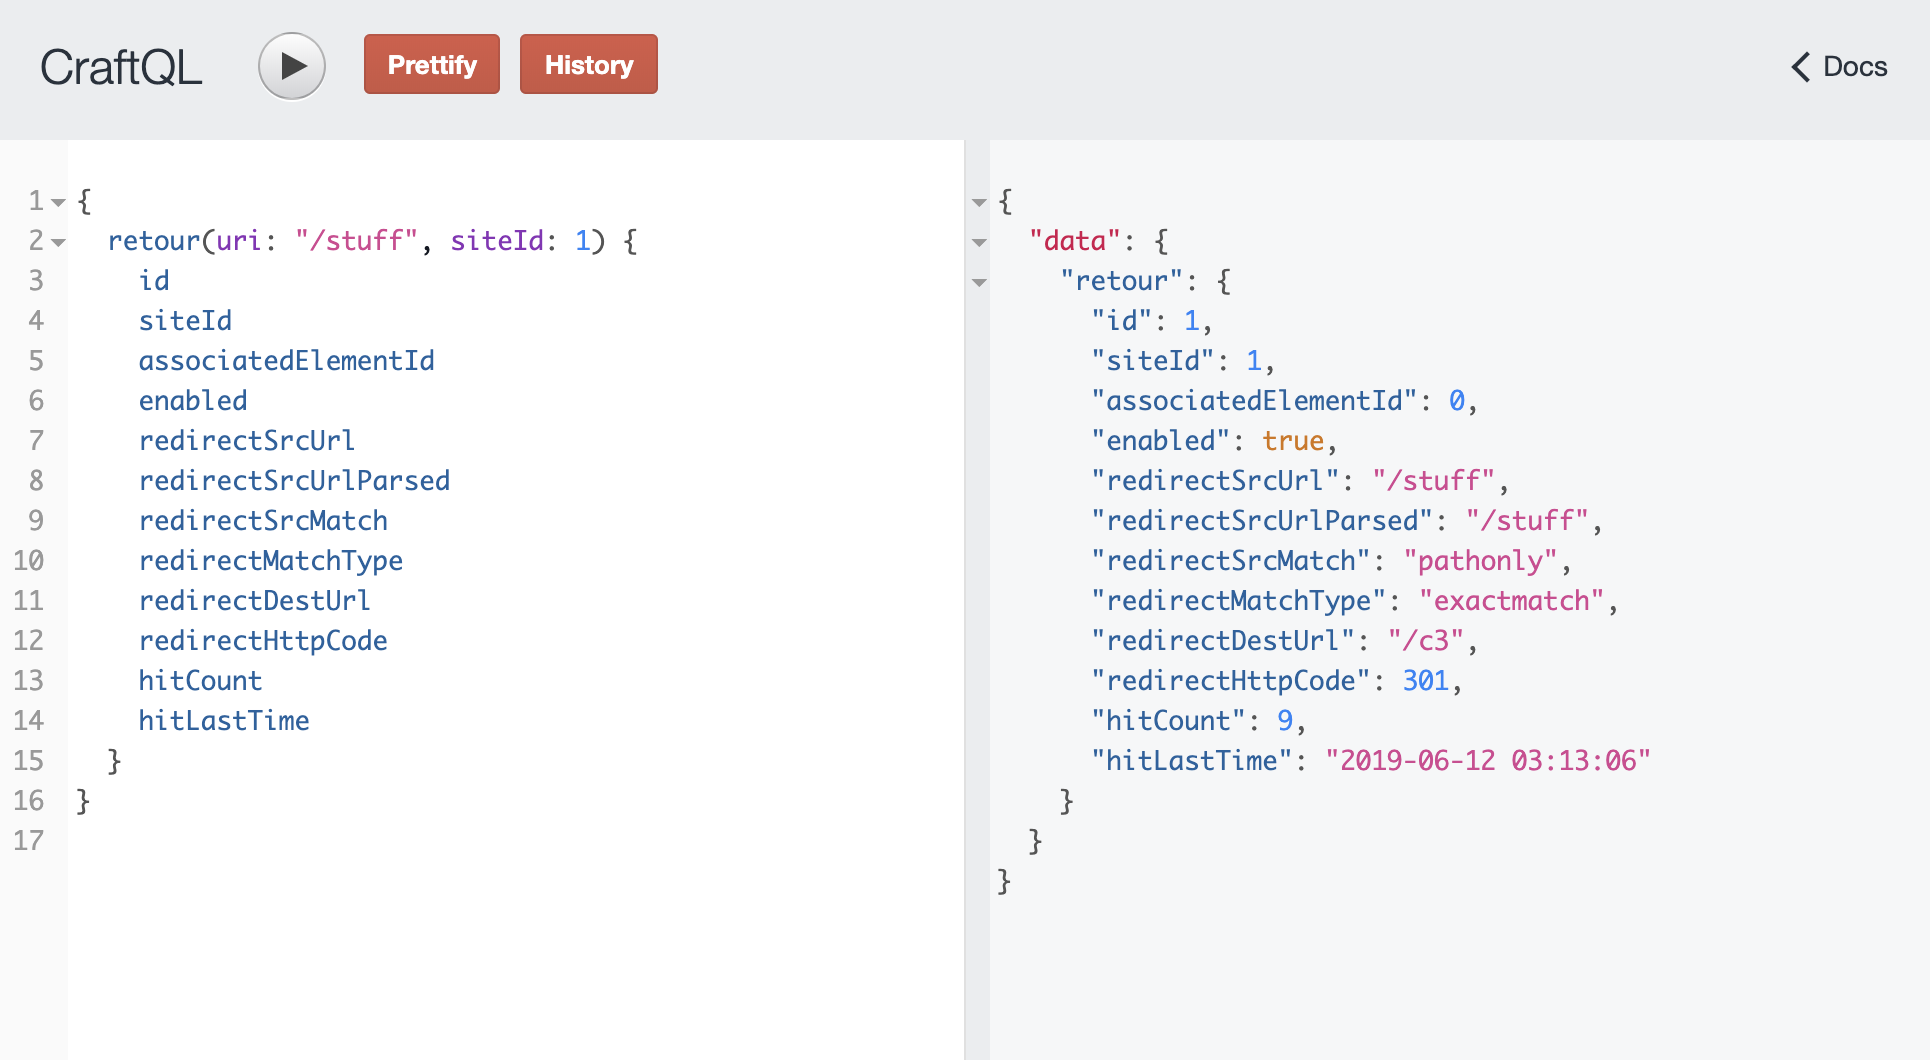 CraftQL
Prettify
History
Docs
1 {
2 retour(uri: "/stuff", siteId: 1) {
3 id
4 siteId
5 associatedElementId
6 enabled
7 redirectSrcUrl
8 redirectSrcUrlParsed
9 redirectSrcMatch
10 redirectMatchType
11 redirectDestUrl
12 redirectHttpCode
13 hitCount
14 hitLastTime
15 }
16 }
17
{
"data": {
"retour": {
"id": 1,
"siteId": 1,
"associatedElementId": 0,
"enabled": true,
"redirectSrcUrl": "/stuff",
"redirectSrcUrlParsed": "/stuff",
"redirectSrcMatch": "pathonly",
"redirectMatchType": "exactmatch",
"redirectDestUrl": "/c3",
"redirectHttpCode": 301,
"hitCount": 9,
"hitLastTime": "2019-06-12 03:13:06"
}
}
}